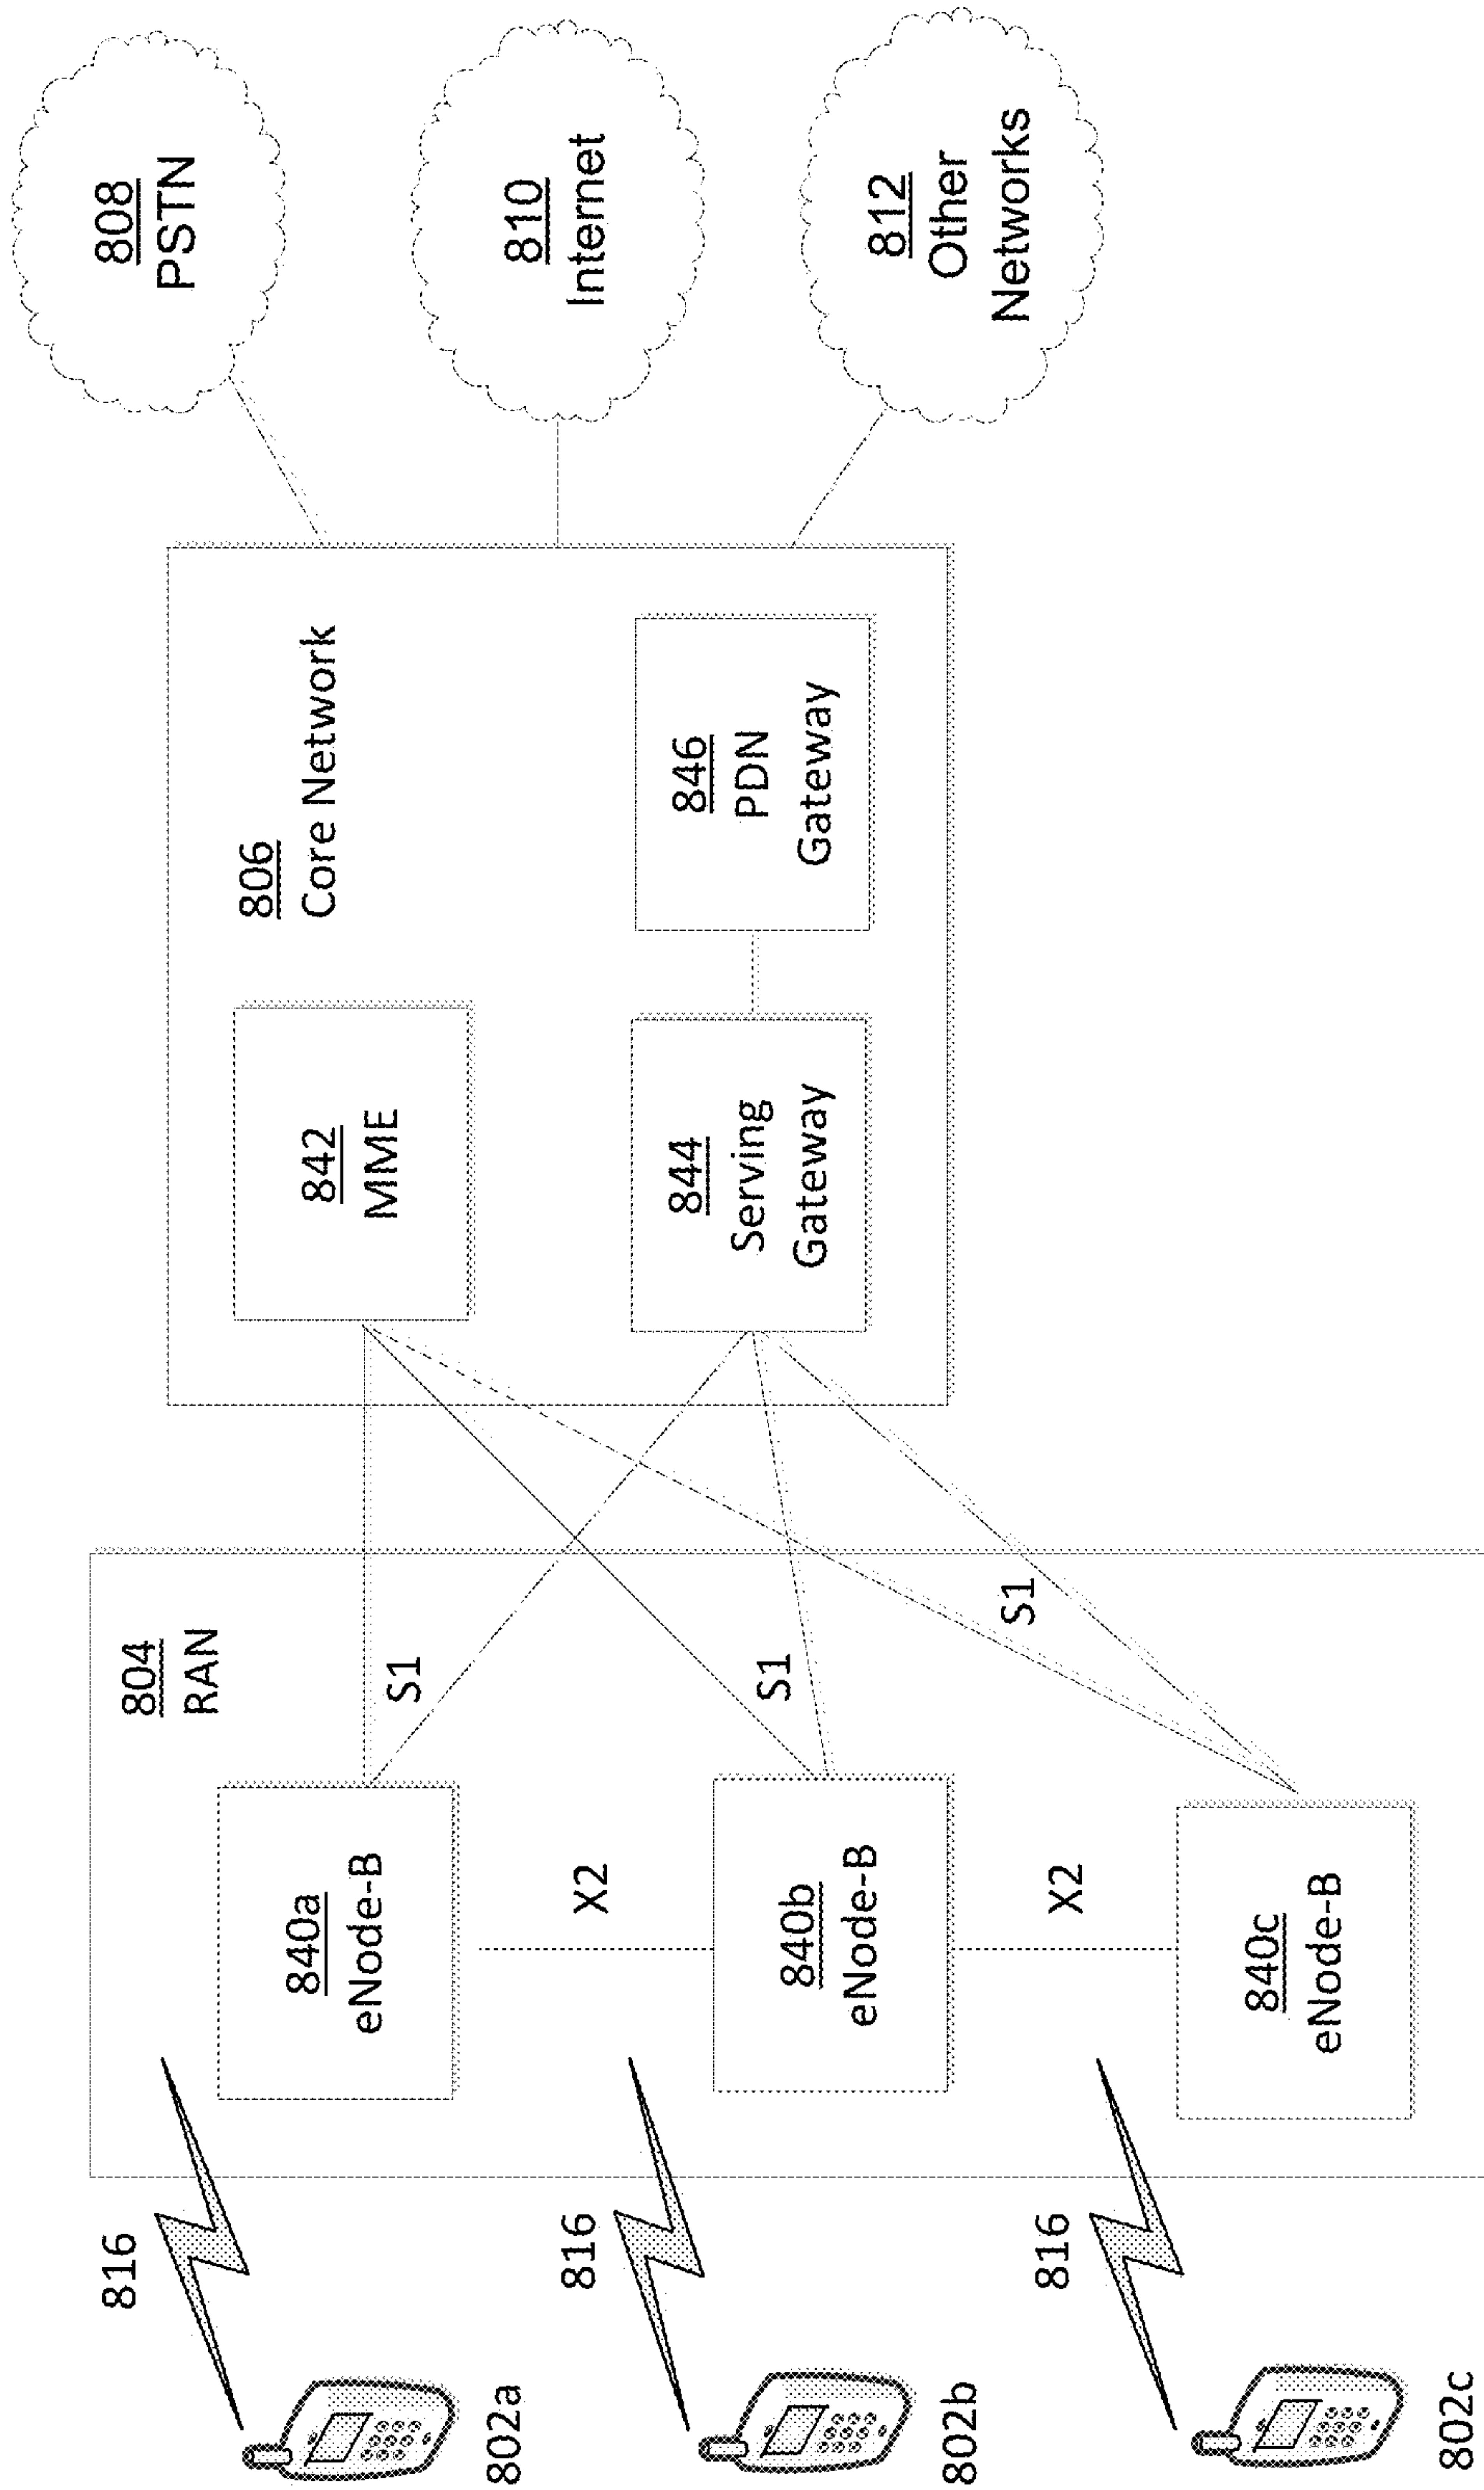 816
816
816
802a
802b
802c
804
RAN
840a
eNode-B
X2
840b
eNode-B
X2
840c
eNode-B
S1
S1
S1
806
Core Network
842
MME
844
Serving
Gateway
846
PDN
Gateway
808
PSTN
810
Internet
812
Other
Networks